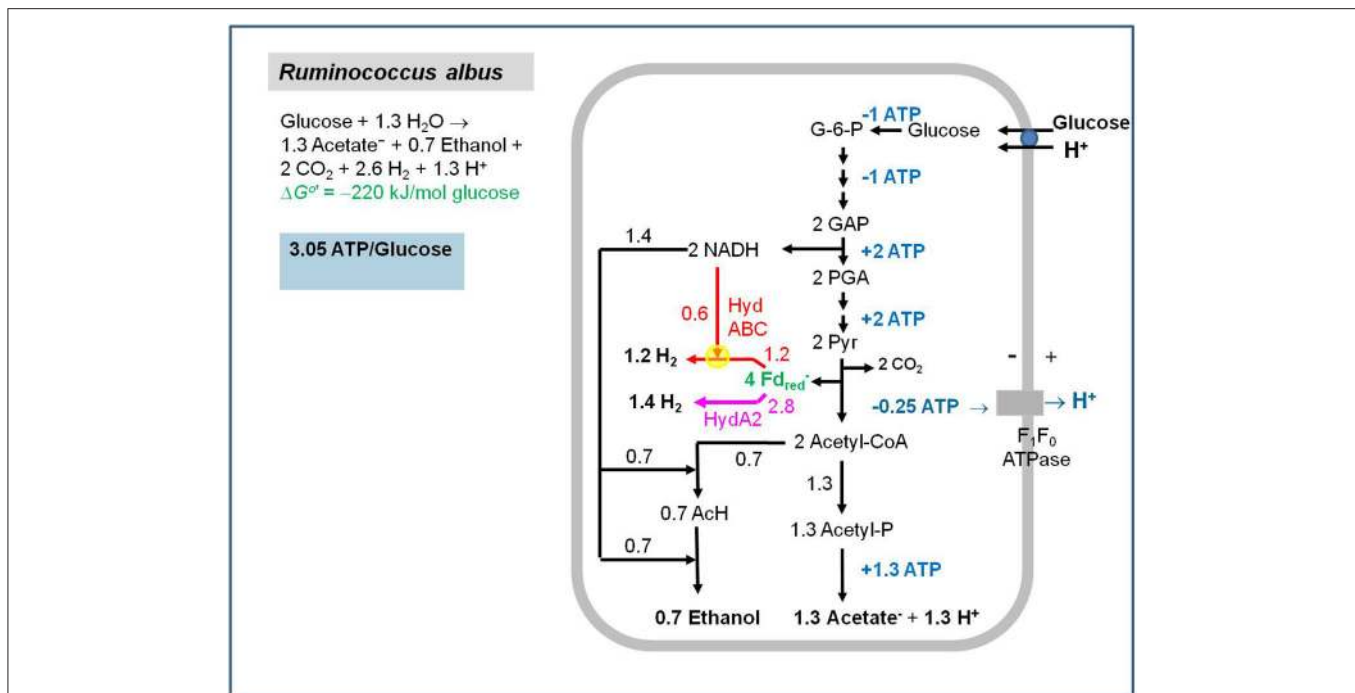 Ruminococcus albus
Glucose + 1.3 H₂O →
1.3 Acetate⁻ + 0.7 Ethanol +
2 CO₂ + 2.6 H₂ + 1.3 H⁺
ΔG°' = –220 kJ/mol glucose
3.05 ATP/Glucose
-1 ATP
G-6-P
Glucose
Glucose
H⁺
-1 ATP
2 GAP
1.4
2 NADH
+2 ATP
2 PGA
0.6
Hyd
ABC
+2 ATP
2 Pyr
1.2 H₂
1.2
2 CO₂
- +
4 Fdred⁻
1.4 H₂
2.8
HydA2
-0.25 ATP →
→ H⁺
F₁F₀
ATPase
2 Acetyl-CoA
0.7
0.7
1.3
0.7 AcH
1.3 Acetyl-P
0.7
+1.3 ATP
0.7 Ethanol
1.3 Acetate⁻ + 1.3 H⁺